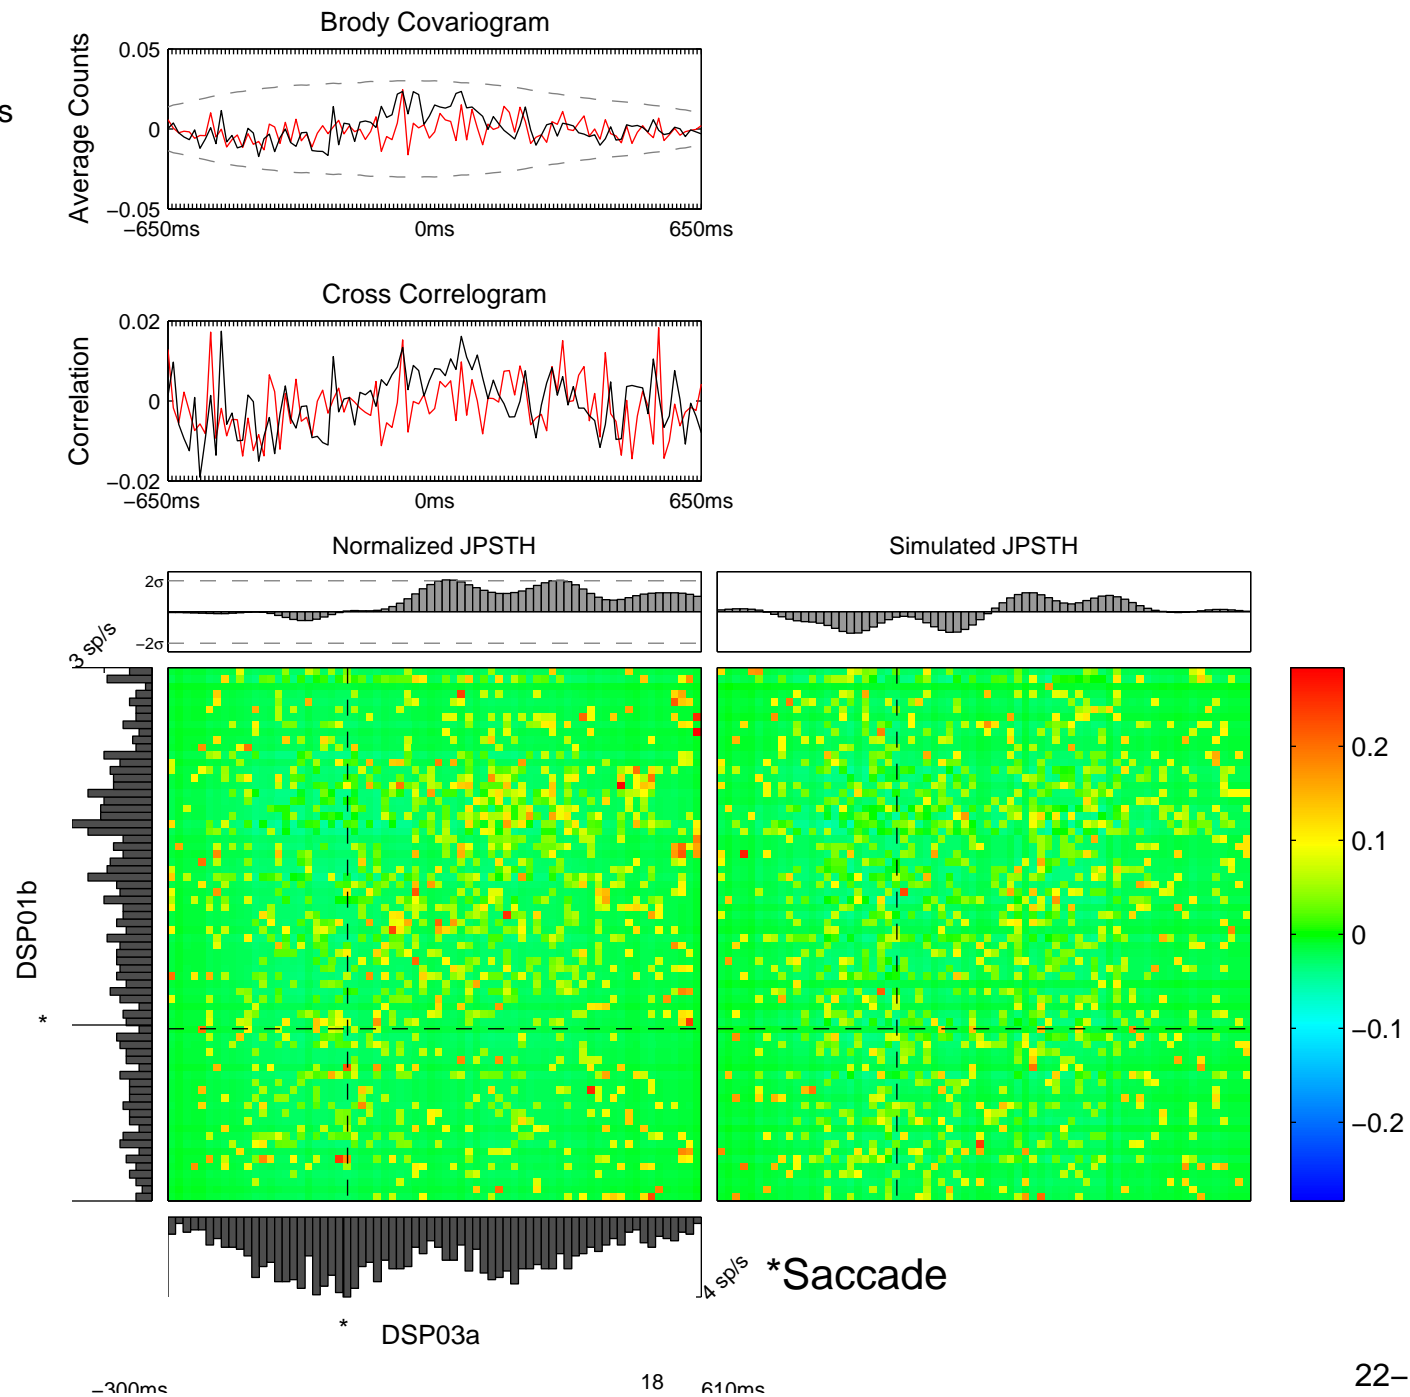 Brody Covariogram
s
Average Counts
0.05
0
−0.05
−650ms
0ms
650ms
Cross Correlogram
Correlation
0.02
0
−0.02
−650ms
0ms
650ms
Normalized JPSTH
Simulated JPSTH
2σ
−2σ
3 sp/s
DSP01b
*
0.2
0.1
0
−0.1
−0.2
4 sp/s
*Saccade
*
DSP03a
−300ms
18
610ms
22−